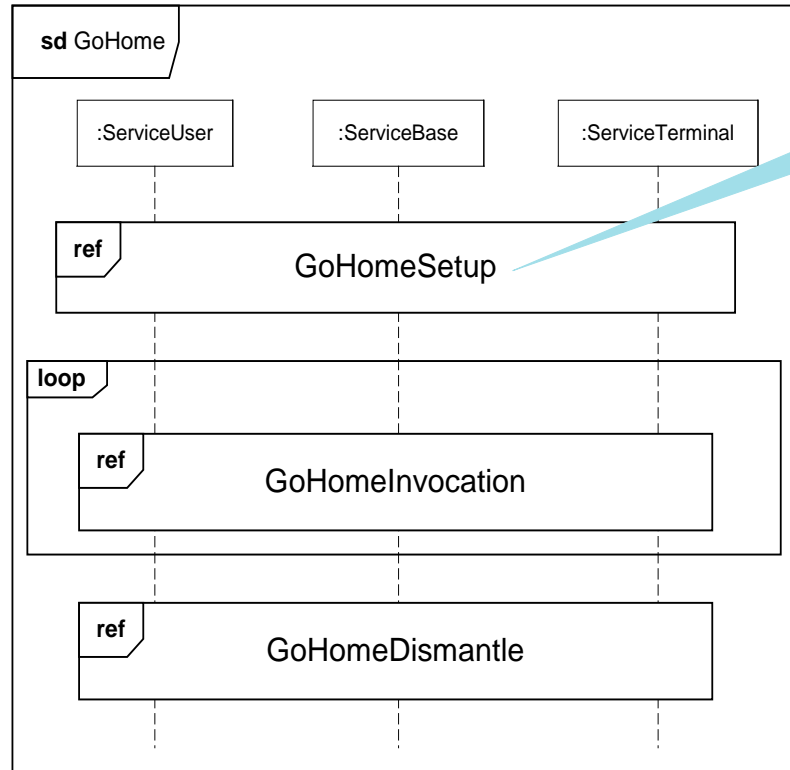 sd GoHome
:ServiceUser
:ServiceBase
:ServiceTerminal
ref
GoHomeSetup
loop
ref
GoHomeInvocation
ref
GoHomeDismantle